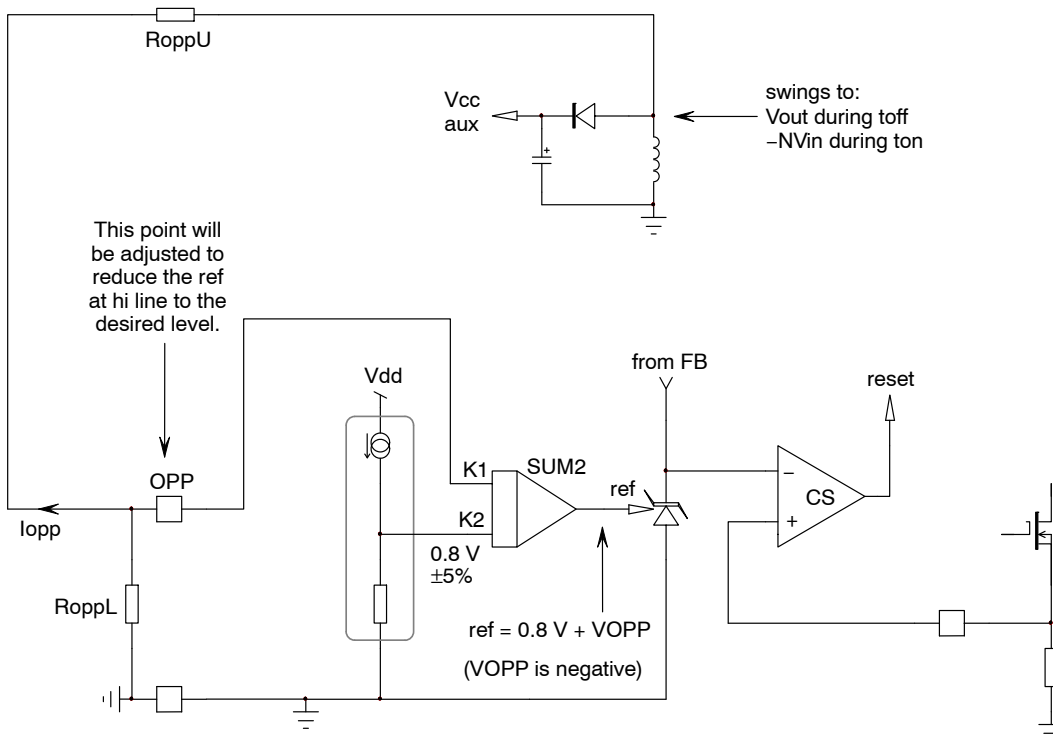 RoppU
Vcc
aux
swings to:
Vout during toff
−NVin during ton
This point will
be adjusted to
reduce the ref
at hi line to the
desired level.
from FB
Vdd
reset
OPP
K1
SUM2
ref
−
CS
+
K2
Iopp
0.8 V
±5%
RoppL
ref = 0.8 V + VOPP
(VOPP is negative)
+